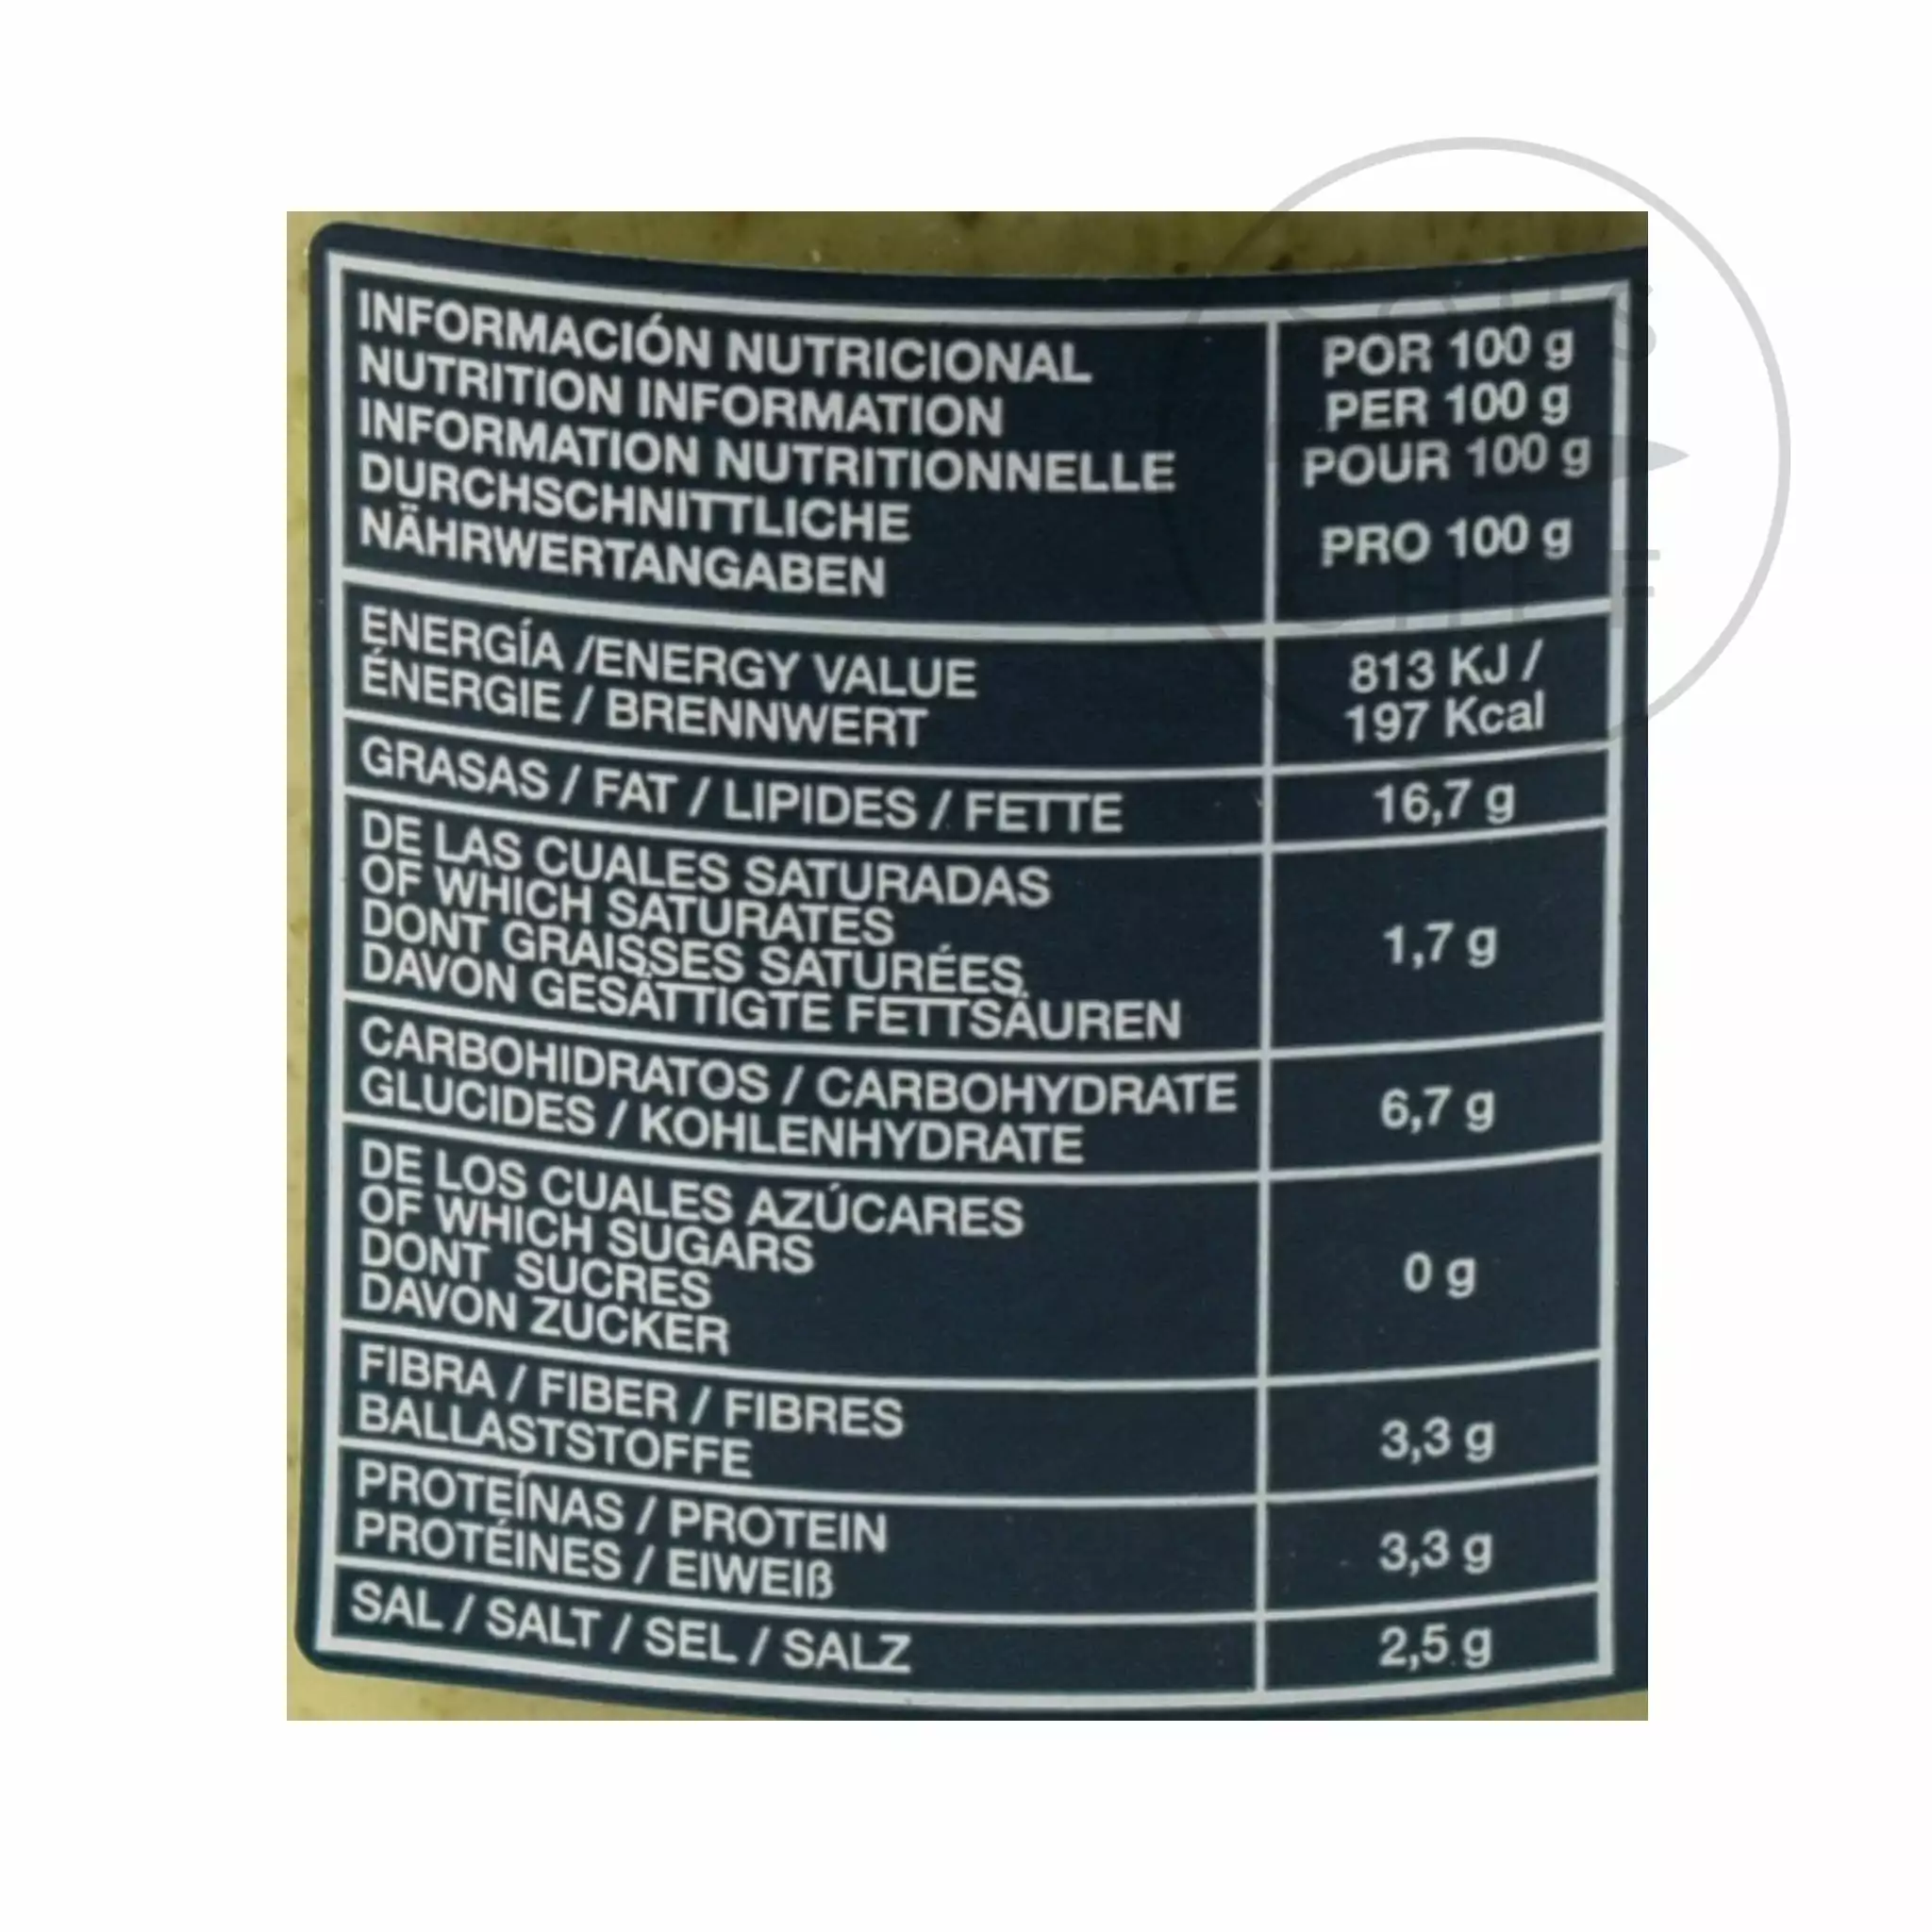 INFORMACIÓN NUTRICIONAL
NUTRITION INFORMATION
INFORMATION NUTRITIONNELLE
DURCHSCHNITTLICHE
NÄHRWERTANGABEN
POR 100 g
PER 100 g
POUR 100 g
PRO 100 g
ENERGÍA /ENERGY VALUE
ÉNERGIE / BRENNWERT
813 KJ /
197 Kcal
GRASAS / FAT / LIPIDES / FETTE
16,7 g
DE LAS CUALES SATURADAS
OF WHICH SATURATES
DONT GRAISSES SATURÉES
DAVON GESÄTTIGTE FETTSÄUREN
1,7 g
CARBOHIDRATOS / CARBOHYDRATE
GLUCIDES / KOHLENHYDRATE
6,7 g
DE LOS CUALES AZÚCARES
OF WHICH SUGARS
DONT SUCRES
DAVON ZUCKER
0 g
FIBRA / FIBER / FIBRES
BALLASTSTOFFE
3,3 g
PROTEÍNAS / PROTEIN
PROTÉINES / EIWEIß
3,3 g
SAL / SALT / SEL / SALZ
2,5 g